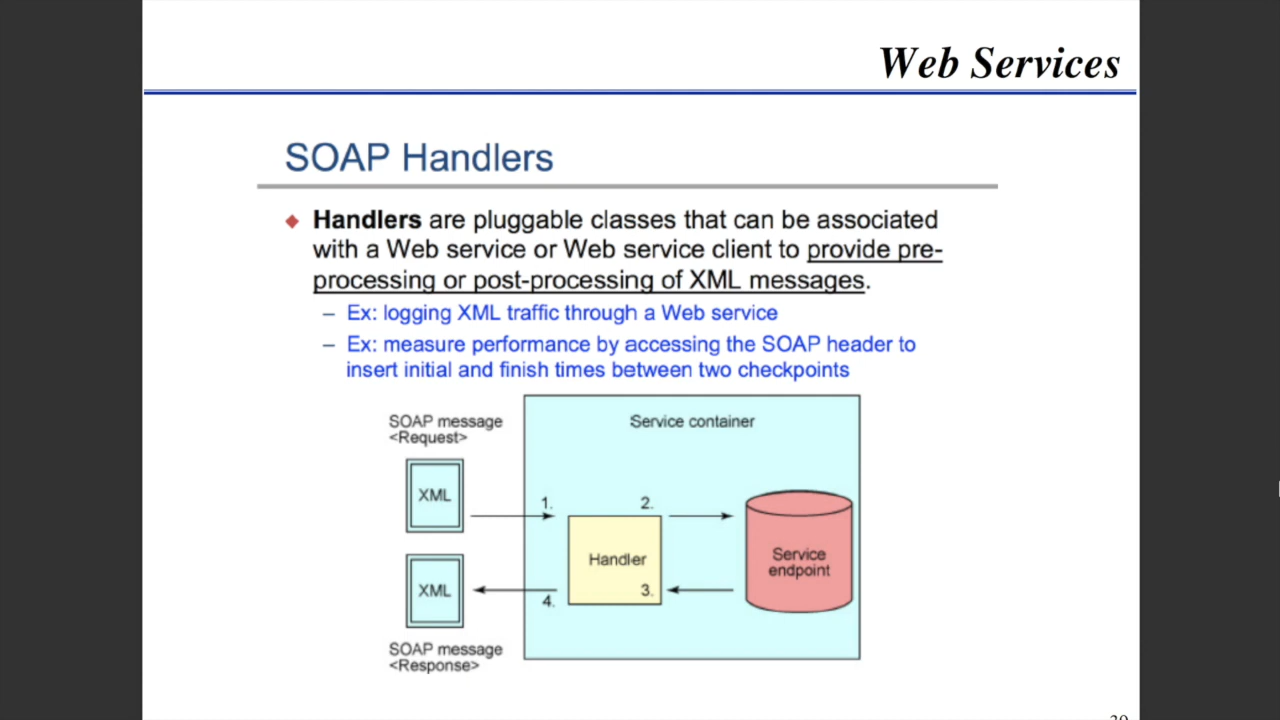 Web Services
SOAP Handlers
Handlers are pluggable classes that can be associated
with a Web service or Web service client to provide pre-
processing or post-processing of XML messages.
– Ex: logging XML traffic through a Web service
– Ex: measure performance by accessing the SOAP header to
insert initial and finish times between two checkpoints
SOAP message
<Request>
Service container
XML
1.
2.
Handler
Service
endpoint
XML
3.
4.
SOAP message
<Response>